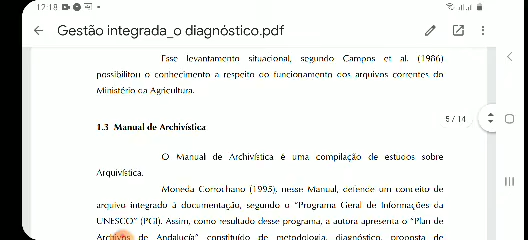 12:18
Gestão integrada_o diagnóstico.pdf
Esse levantamento situacional, segundo Campos et al. (1986)
possibilitou o conhecimento a respeito do funcionamento dos arquivos correntes do
Ministério da Agricultura.
5 / 14
1.3 Manual de Archivística
O Manual de Archivística é uma compilação de estudos sobre
Arquivística.
Moneda Corrochano (1995), nesse Manual, defende um conceito de
arquivo integrado à documentação, segundo o "Programa Geral de Informações da
UNESCO" (PGI). Assim, como resultado desse programa, a autora apresenta o "Plan de
Archivos de Andalucía" constituído de metodologia, diagnóstico, proposta de